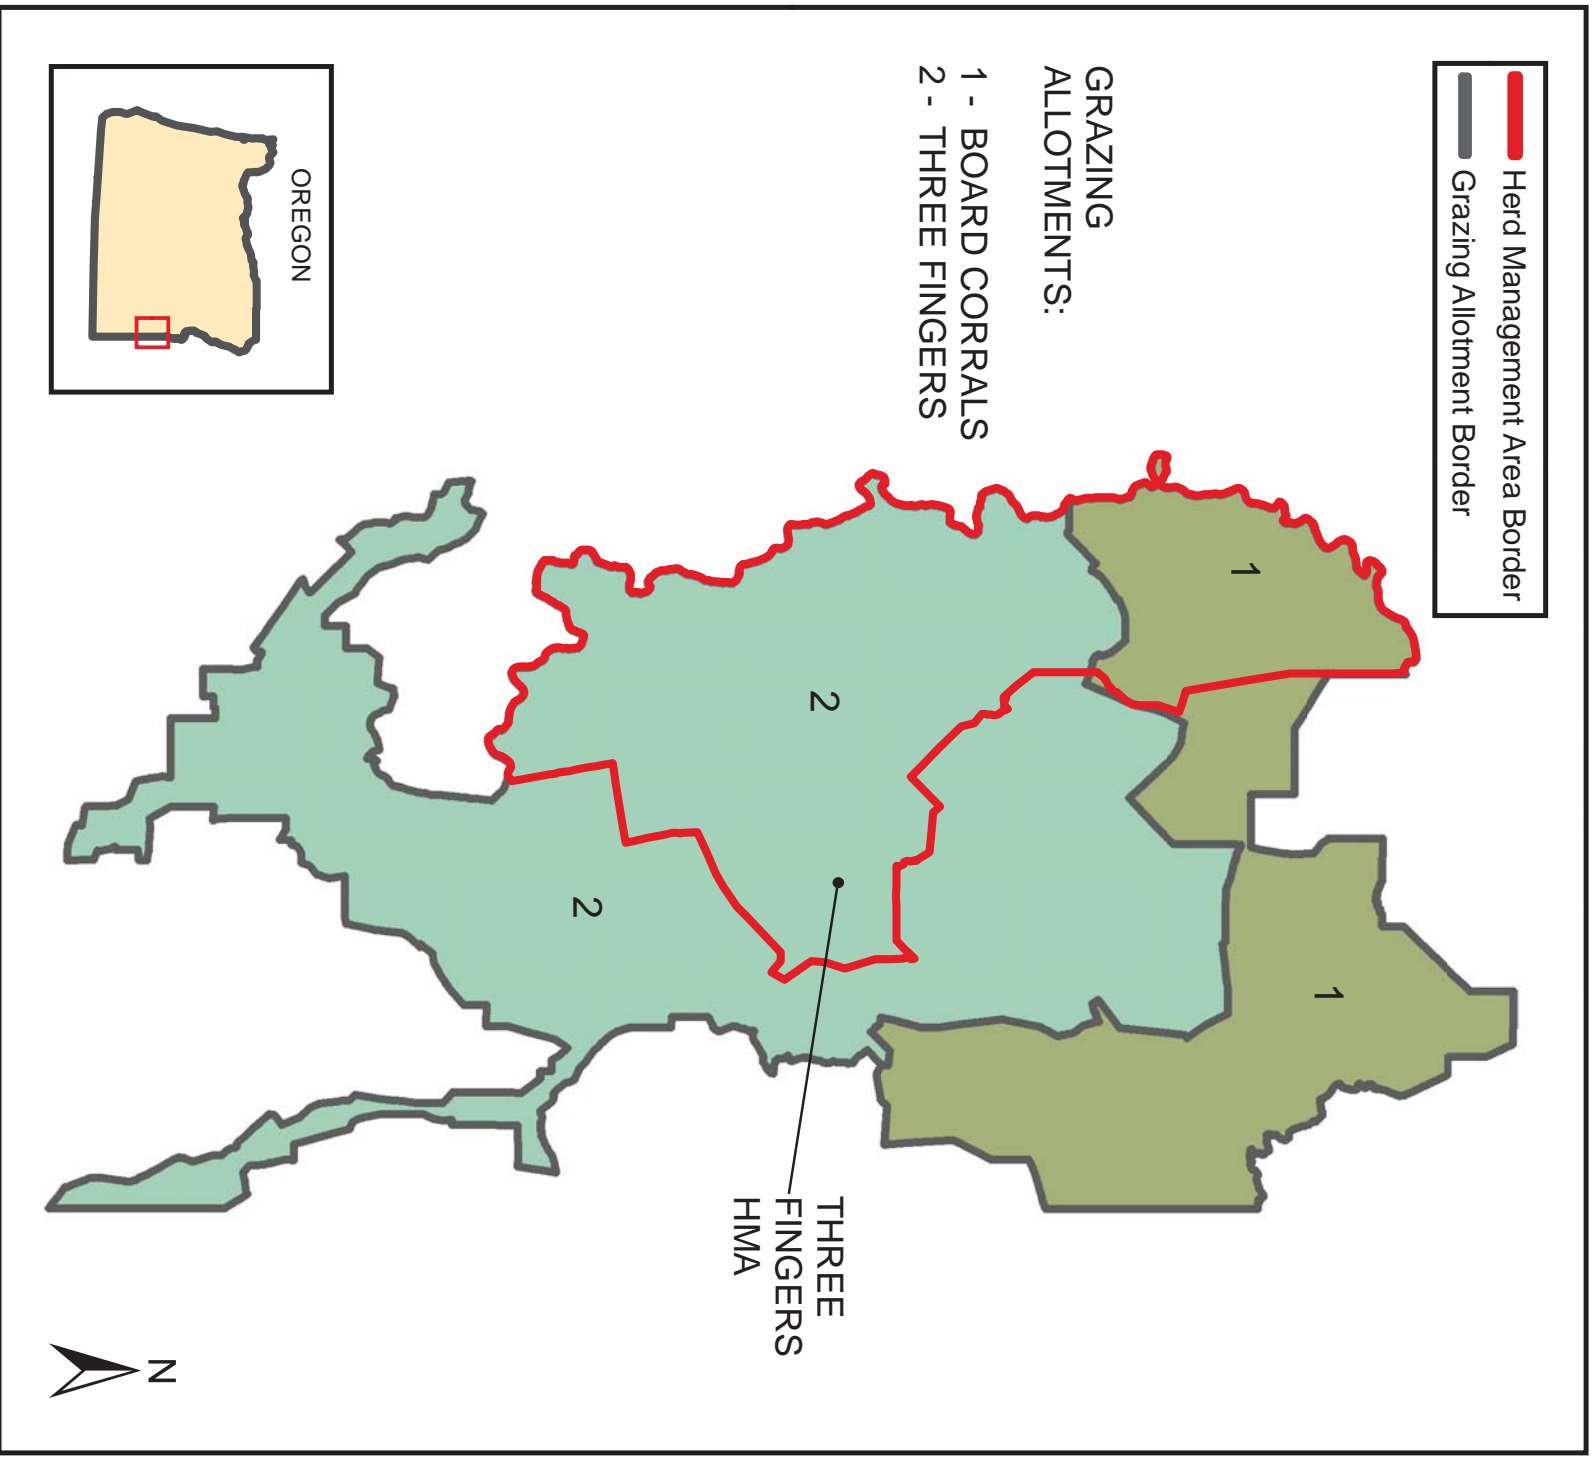 Herd Management Area Border
Grazing Allotment Border
GRAZING
ALLOTMENTS:
1 - BOARD CORRALS
2 - THREE FINGERS
1
1
2
2
THREE
FINGERS
HMA
OREGON
N